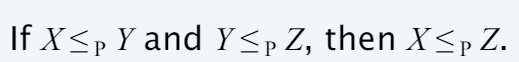 If X ≤ₚ Y and Y ≤ₚ Z, then X ≤ₚ Z.